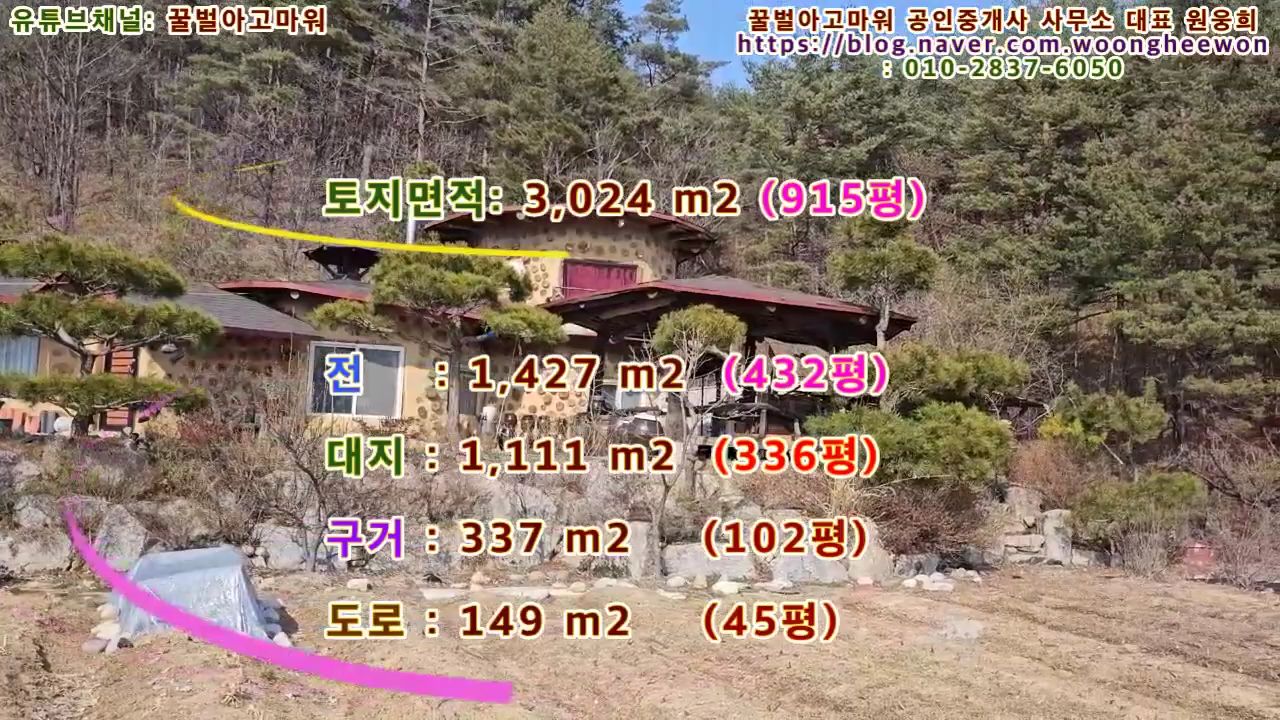 유튜브채널: 꿀벌아고마워
꿀벌아고마워 공인중개사 사무소 대표 원웅희
https://blog.naver.com.woongheewon
: 010-2837-6050
토지면적: 3,024 m2 (915평)
전 : 1,427 m2 (432평)
대지 : 1,111 m2 (336평)
구거 : 337 m2 (102평)
도로 : 149 m2 (45평)